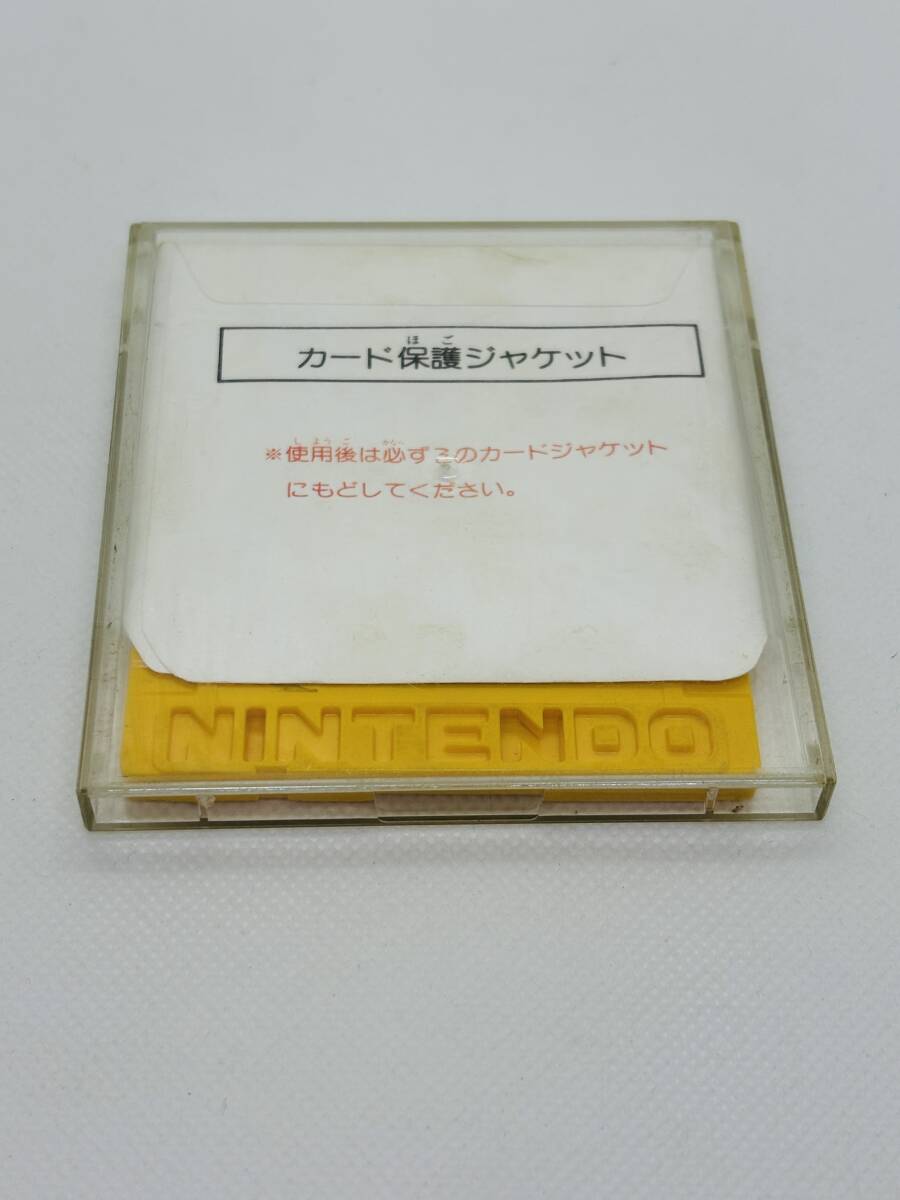 カード保護ジャケット
※使用後は必ずこのカードジャケット
にもどしてください。
NINTENDO